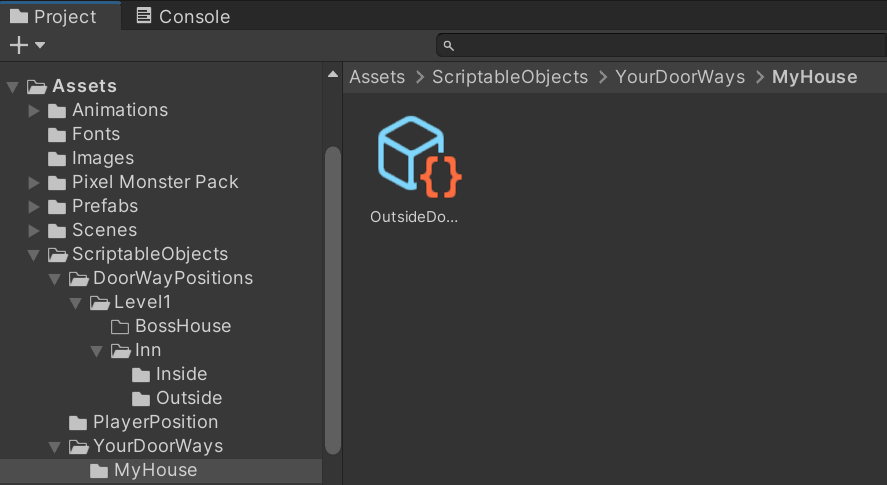 Project
Console
Assets
Animations
Fonts
Images
Pixel Monster Pack
Prefabs
Scenes
ScriptableObjects
DoorWayPositions
Level1
BossHouse
Inn
Inside
Outside
PlayerPosition
YourDoorWays
MyHouse
Assets > ScriptableObjects > YourDoorWays > MyHouse
OutsideDo...